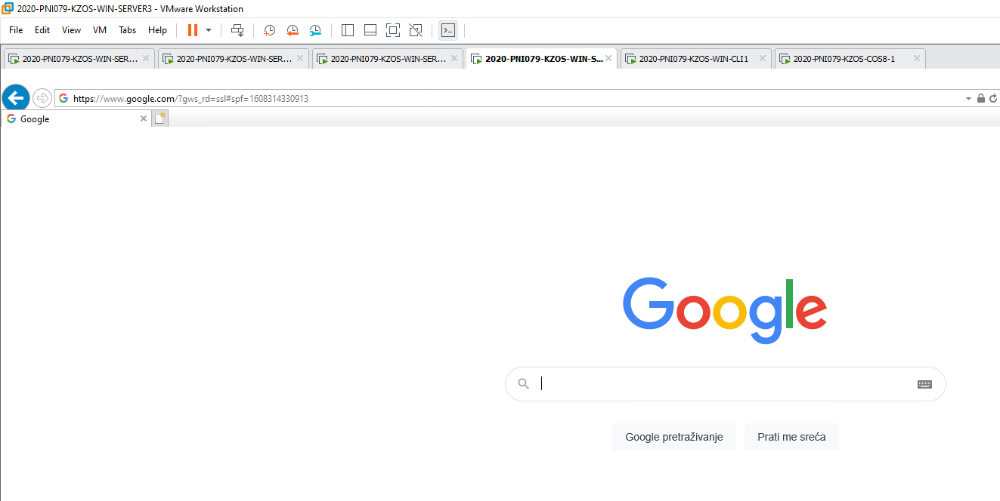 2020-PNI079-KZOS-WIN-SERVER3 - VMware Workstation
File Edit View VM Tabs Help
2020-PNI079-KZOS-WIN-SER... 2020-PNI079-KZOS-WIN-SER... 2020-PNI079-KZOS-WIN-SER... 2020-PNI079-KZOS-WIN-S... 2020-PNI079-KZOS-WIN-CLI1 2020-PNI079-KZOS-COS8-1
https://www.google.com/?gws_rd=ssl#spf=1608314330913
Google
Google
Google pretraživanje Prati me sreća